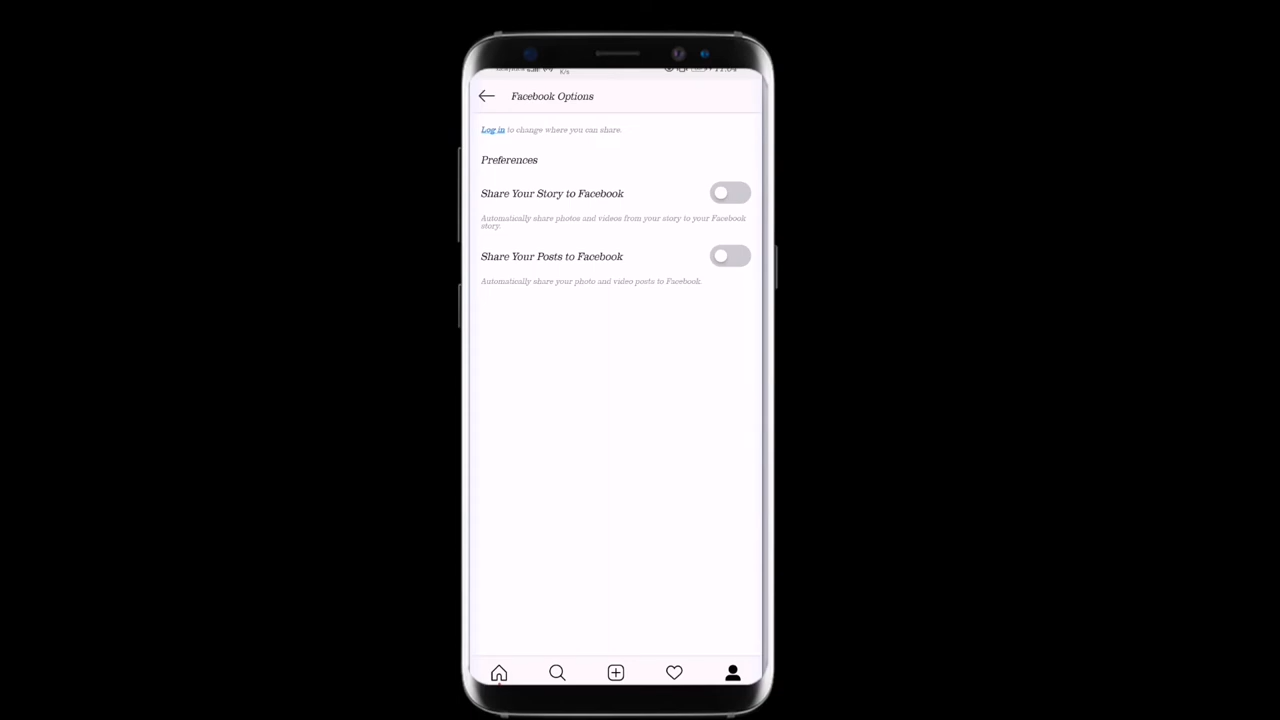 K/s
Facebook Options
Log in to change where you can share.
Preferences
Share Your Story to Facebook
Automatically share photos and videos from your story to your Facebook
story.
Share Your Posts to Facebook
Automatically share your photo and video posts to Facebook.